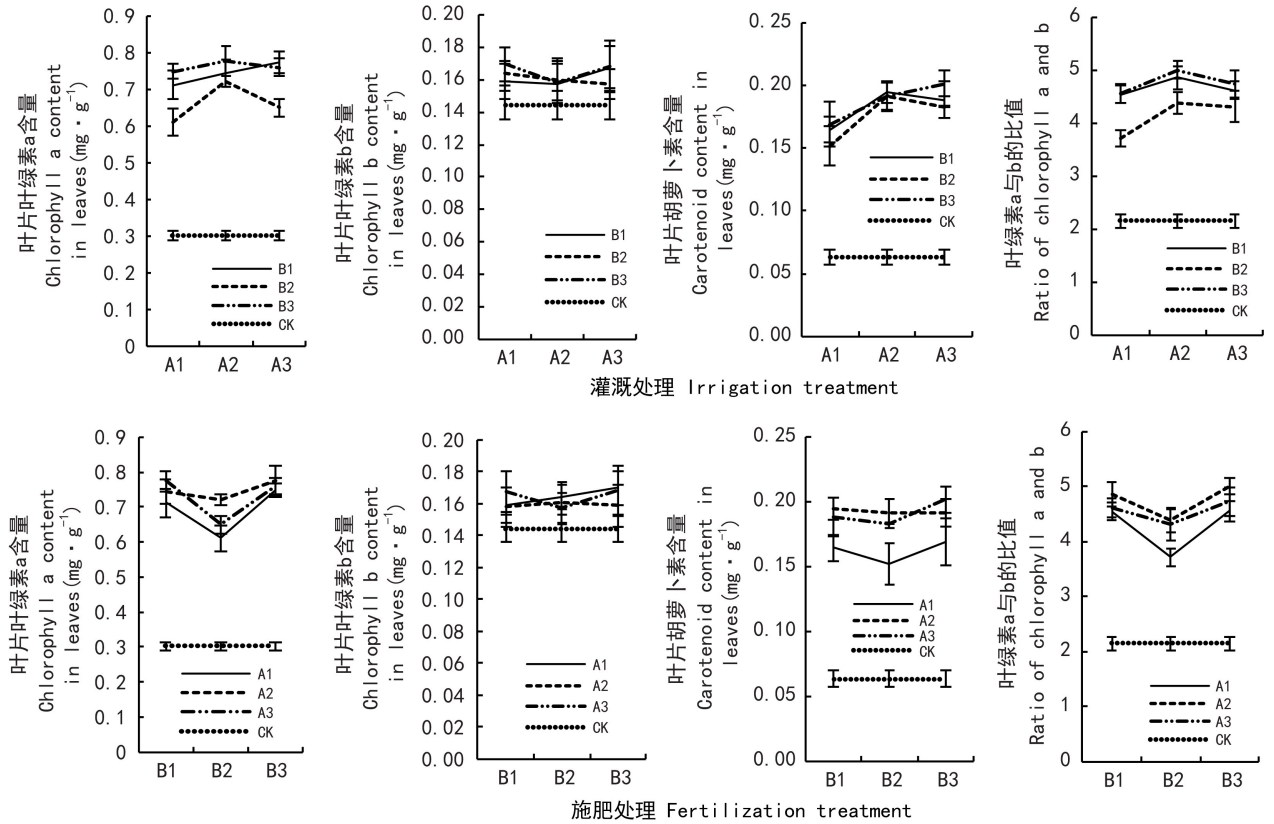 叶片叶绿素a含量
Chlorophyll a content
in leaves(mg·g⁻¹)
0.9
0.8
0.7
0.6
0.5
0.4
0.3
0.2
0.1
0
A1 A2 A3
B1
B2
B3
CK
叶片叶绿素b含量
Chlorophyll b content
in leaves(mg·g⁻¹)
0.20
0.18
0.16
0.14
0.12
0.10
0.08
0.06
0.04
0.02
0.00
A1 A2 A3
B1
B2
B3
CK
叶片胡萝卜素含量
Carotenoid content in
leaves(mg·g⁻¹)
0.25
0.20
0.15
0.10
0.05
0.00
A1 A2 A3
B1
B2
B3
CK
叶绿素a与b的比值
Ratio of chlorophyll a and b
6
5
4
3
2
1
0
A1 A2 A3
B1
B2
B3
CK
灌溉处理 Irrigation treatment
叶片叶绿素a含量
Chlorophyll a content
in leaves(mg·g⁻¹)
0.9
0.8
0.7
0.6
0.5
0.4
0.3
0.2
0.1
0
B1 B2 B3
A1
A2
A3
CK
叶片叶绿素b含量
Chlorophyll b content
in leaves(mg·g⁻¹)
0.20
0.18
0.16
0.14
0.12
0.10
0.08
0.06
0.04
0.02
0.00
B1 B2 B3
A1
A2
A3
CK
叶片胡萝卜素含量
Carotenoid content in
leaves(mg·g⁻¹)
0.25
0.20
0.15
0.10
0.05
0.00
B1 B2 B3
A1
A2
A3
CK
叶绿素a与b的比值
Ratio of chlorophyll a and b
6
5
4
3
2
1
0
B1 B2 B3
A1
A2
A3
CK
施肥处理 Fertilization treatment